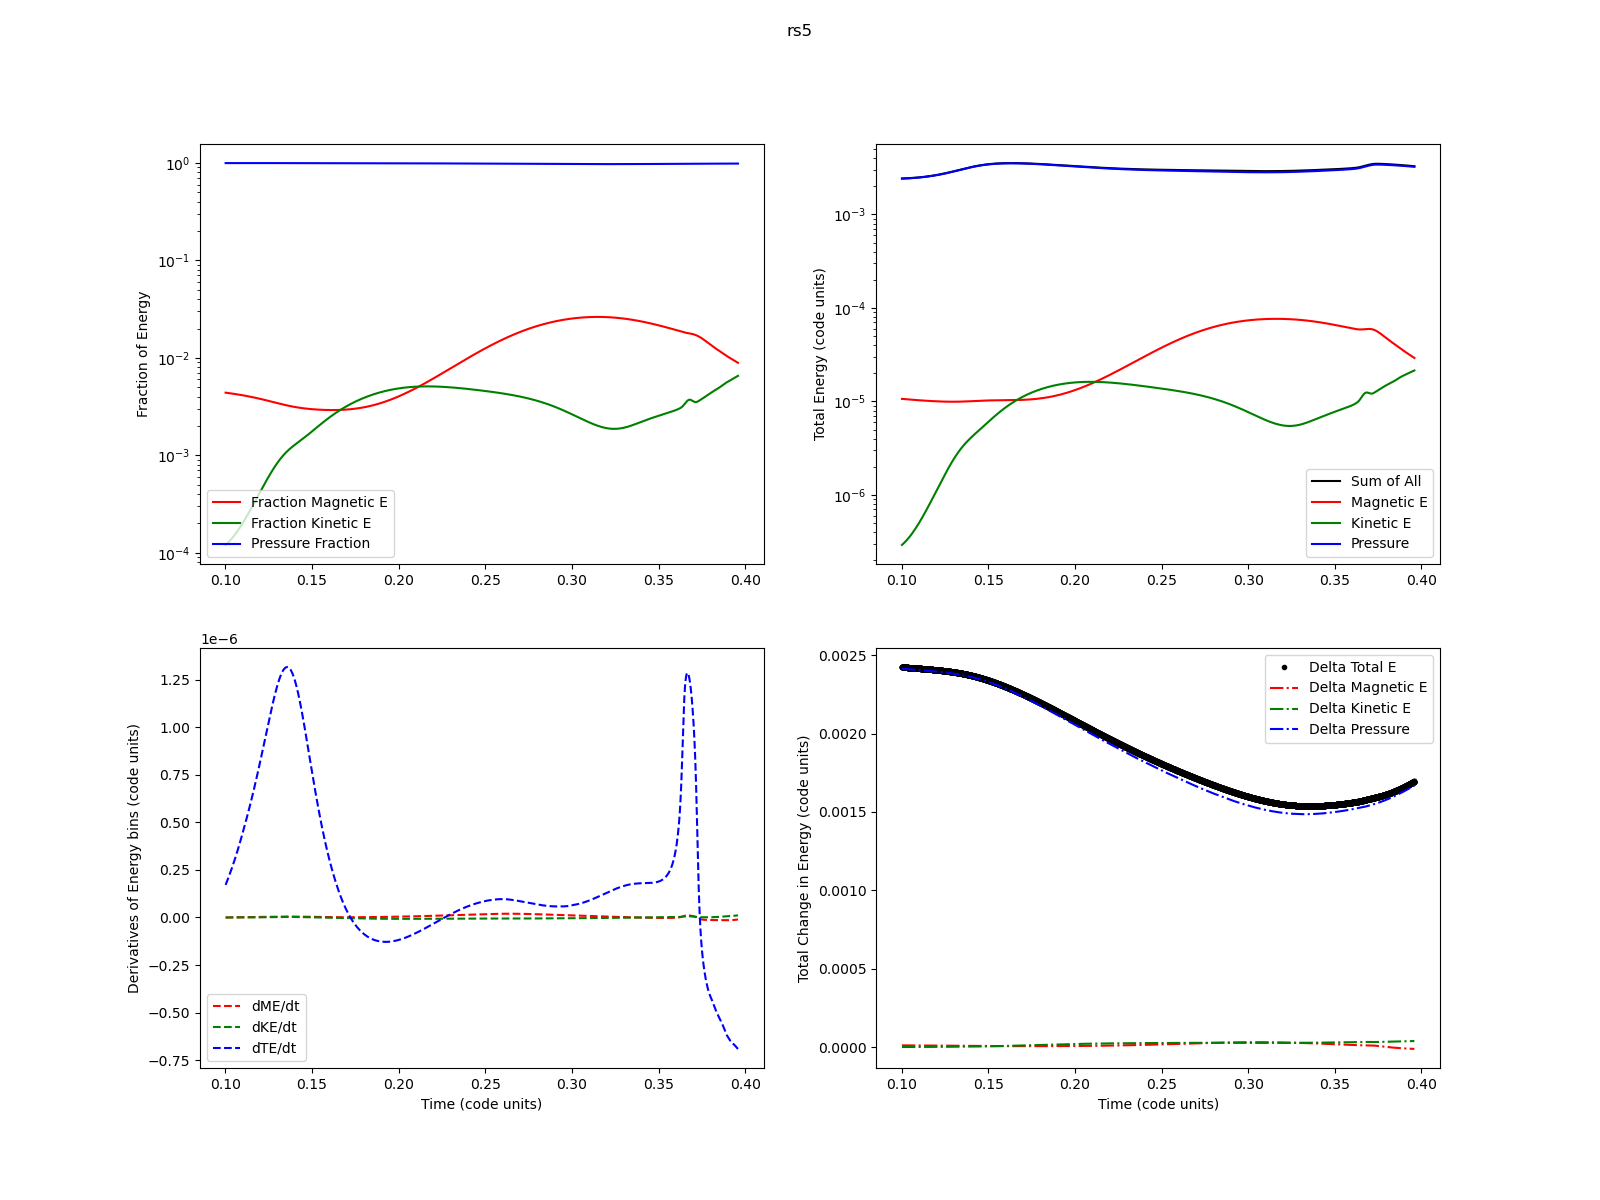 rs5
Fraction of Energy
10⁰
10⁻¹
10⁻²
10⁻³
10⁻⁴
Fraction Magnetic E
Fraction Kinetic E
Pressure Fraction
0.10 0.15 0.20 0.25 0.30 0.35 0.40
Total Energy (code units)
10⁻³
10⁻⁴
10⁻⁵
10⁻⁶
Sum of All
Magnetic E
Kinetic E
Pressure
0.10 0.15 0.20 0.25 0.30 0.35 0.40
1e−6
Derivatives of Energy bins (code units)
1.25
1.00
0.75
0.50
0.25
0.00
−0.25
−0.50
−0.75
dME/dt
dKE/dt
dTE/dt
0.10 0.15 0.20 0.25 0.30 0.35 0.40
Time (code units)
Total Change in Energy (code units)
0.0025
0.0020
0.0015
0.0010
0.0005
0.0000
Delta Total E
Delta Magnetic E
Delta Kinetic E
Delta Pressure
0.10 0.15 0.20 0.25 0.30 0.35 0.40
Time (code units)